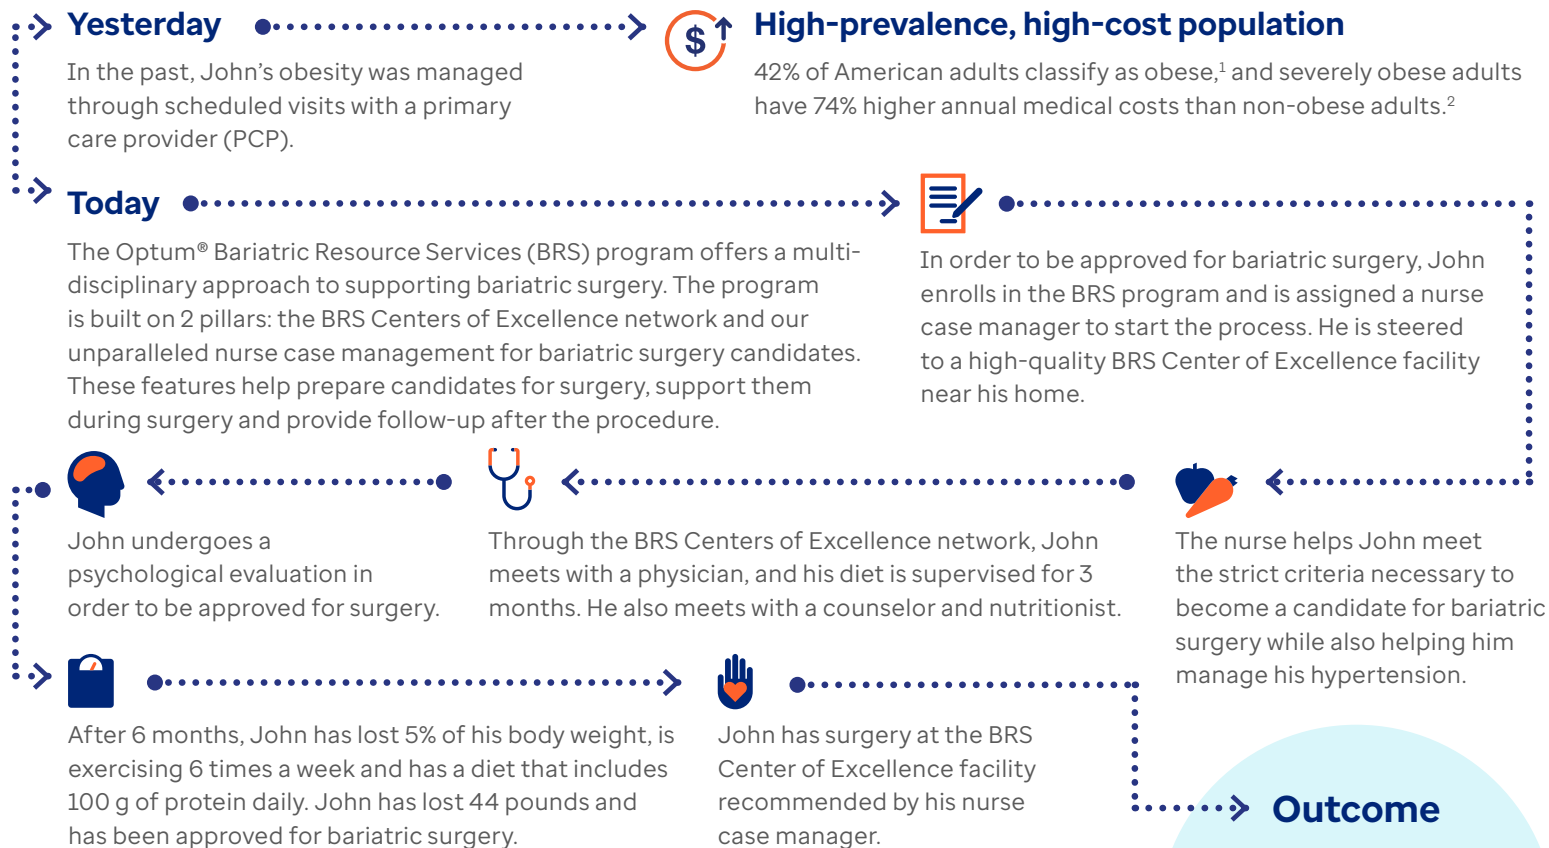 Yesterday
In the past, John’s obesity was managed
through scheduled visits with a primary
care provider (PCP).
$
High-prevalence, high-cost population
42% of American adults classify as obese,¹ and severely obese adults
have 74% higher annual medical costs than non-obese adults.²
Today
The Optum® Bariatric Resource Services (BRS) program offers a multi-
disciplinary approach to supporting bariatric surgery. The program
is built on 2 pillars: the BRS Centers of Excellence network and our
unparalleled nurse case management for bariatric surgery candidates.
These features help prepare candidates for surgery, support them
during surgery and provide follow-up after the procedure.
In order to be approved for bariatric surgery, John
enrolls in the BRS program and is assigned a nurse
case manager to start the process. He is steered
to a high-quality BRS Center of Excellence facility
near his home.
The nurse helps John meet
the strict criteria necessary to
become a candidate for bariatric
surgery while also helping him
manage his hypertension.
Through the BRS Centers of Excellence network, John
meets with a physician, and his diet is supervised for 3
months. He also meets with a counselor and nutritionist.
John undergoes a
psychological evaluation in
order to be approved for surgery.
After 6 months, John has lost 5% of his body weight, is
exercising 6 times a week and has a diet that includes
100 g of protein daily. John has lost 44 pounds and
has been approved for bariatric surgery.
John has surgery at the BRS
Center of Excellence facility
recommended by his nurse
case manager.
Outcome